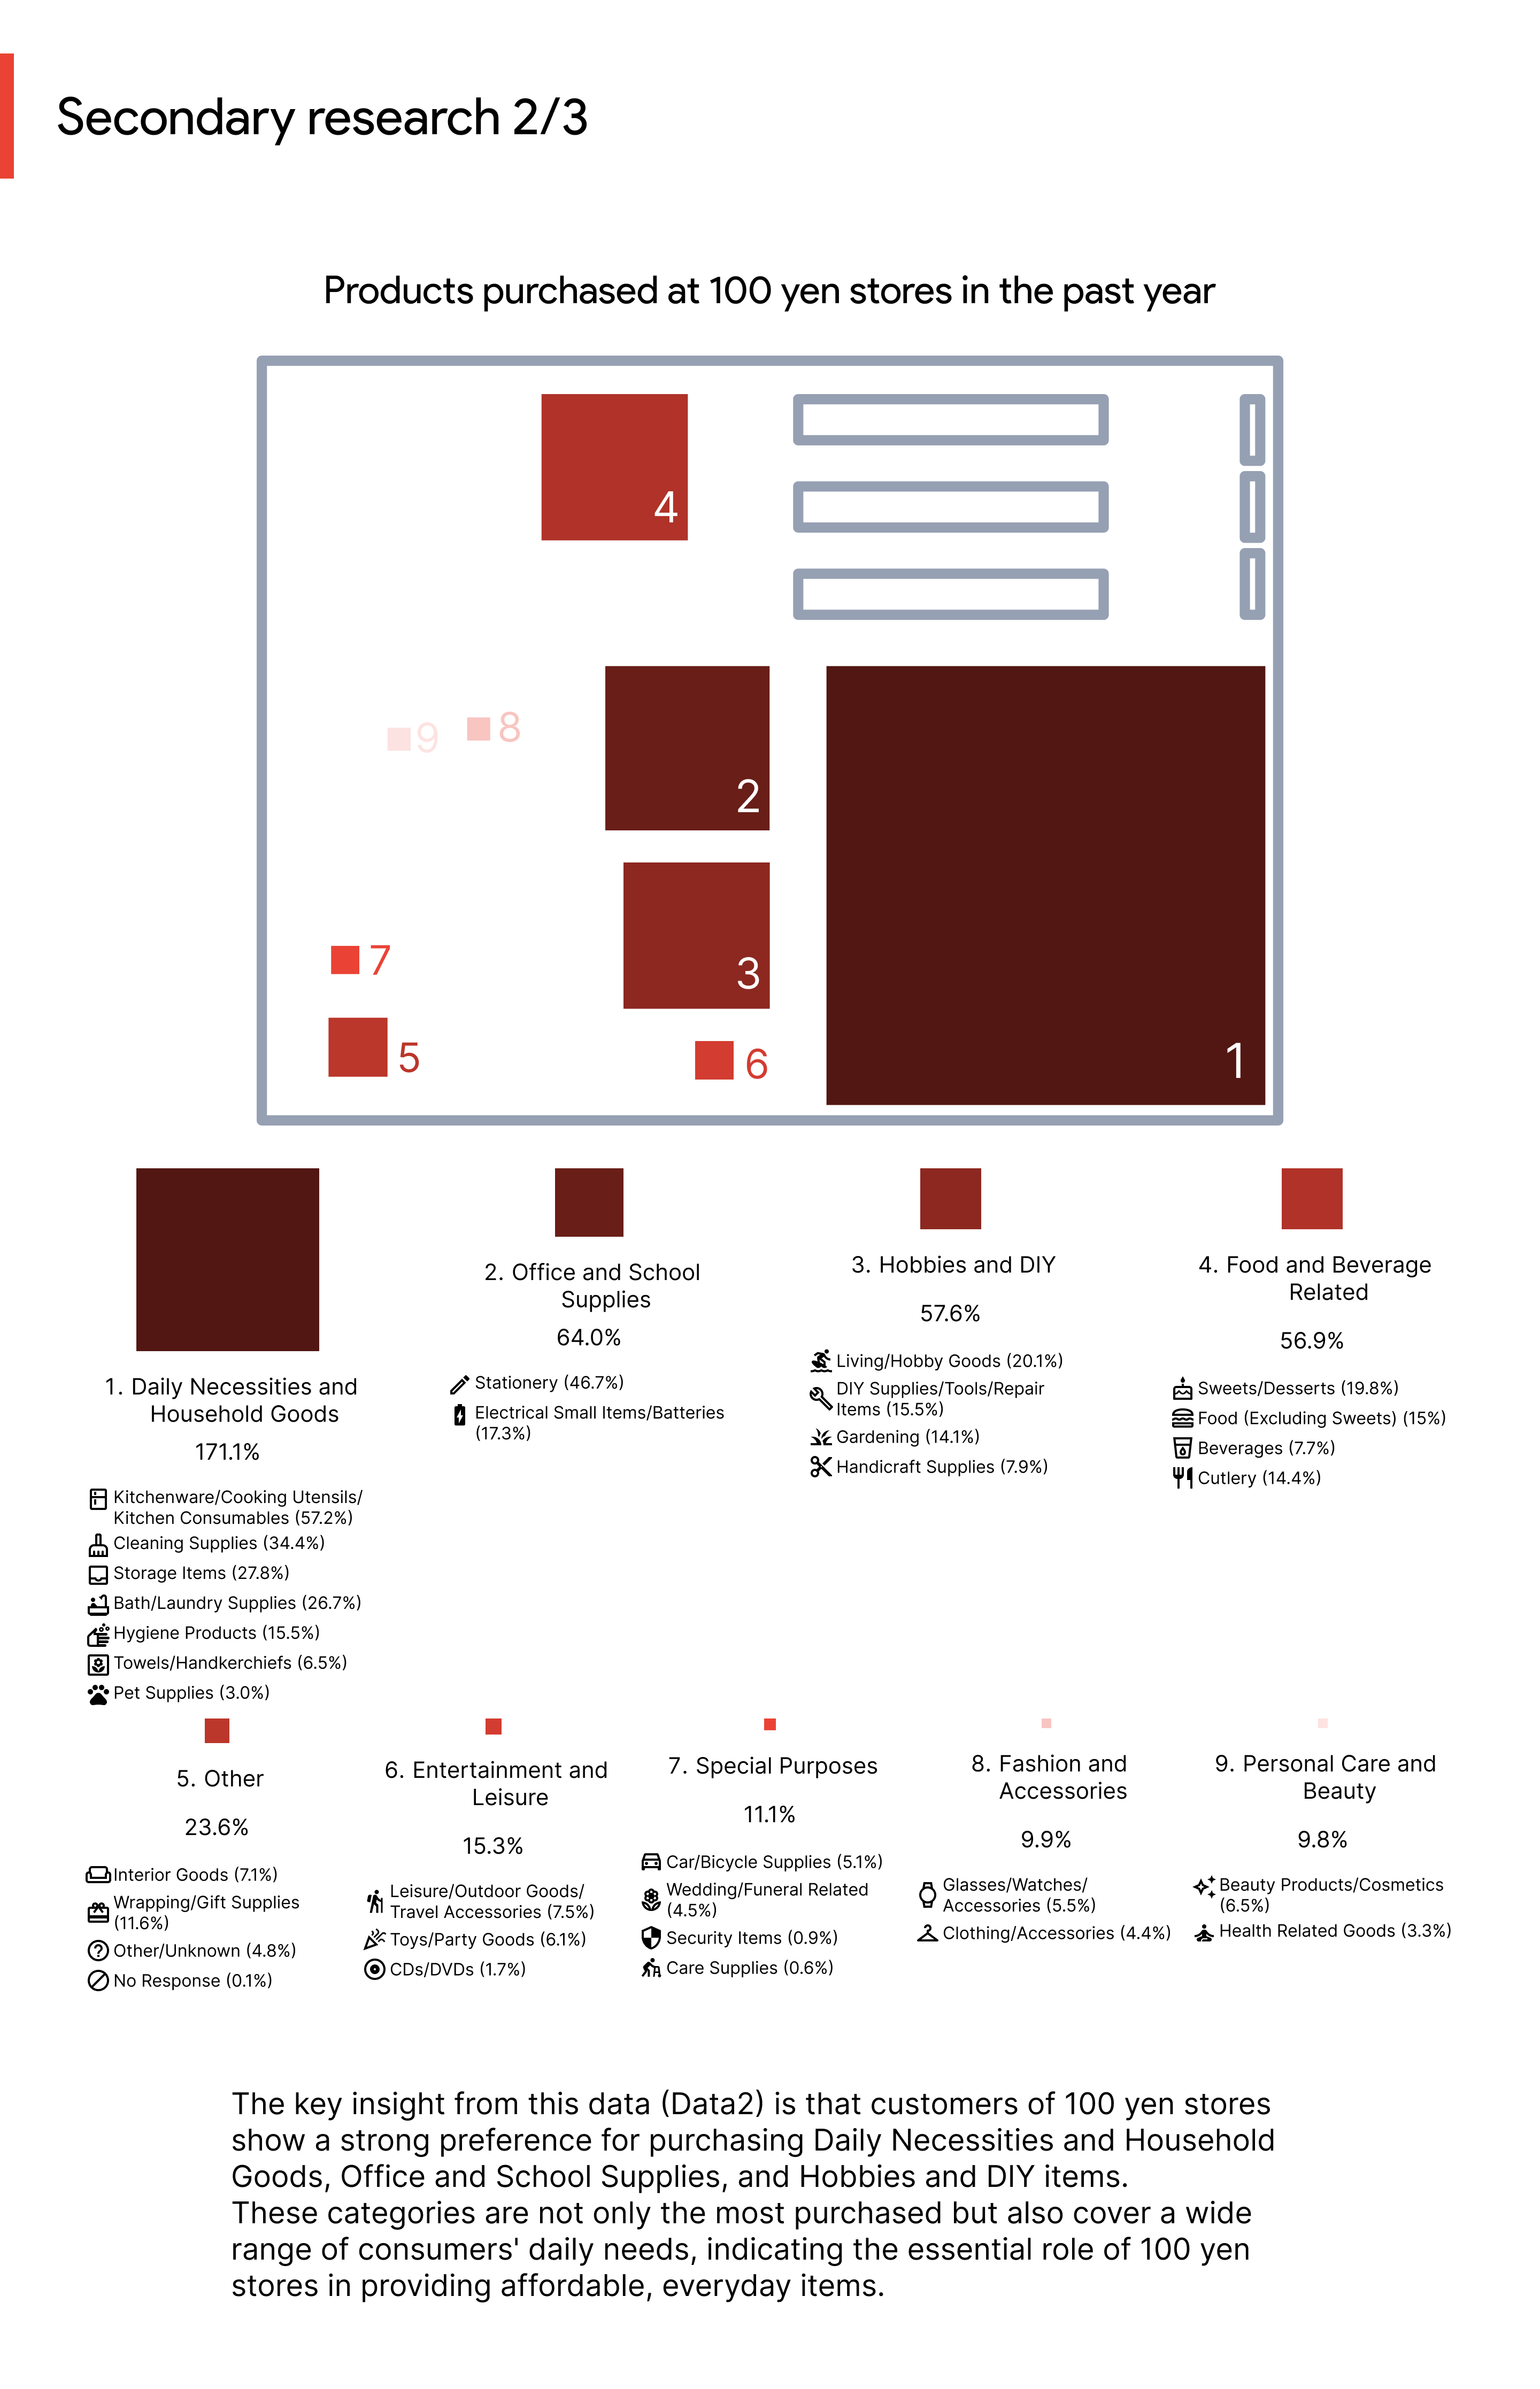 Secondary research 2/3
Products purchased at 100 yen stores in the past year
4
9
8
2
3
7
5
6
1
1. Daily Necessities and
Household Goods
171.1%
Kitchenware/Cooking Utensils/
Kitchen Consumables (57.2%)
Cleaning Supplies (34.4%)
Storage Items (27.8%)
Bath/Laundry Supplies (26.7%)
Hygiene Products (15.5%)
Towels/Handkerchiefs (6.5%)
Pet Supplies (3.0%)
2. Office and School
Supplies
64.0%
Stationery (46.7%)
Electrical Small Items/Batteries
(17.3%)
3. Hobbies and DIY
57.6%
Living/Hobby Goods (20.1%)
DIY Supplies/Tools/Repair
Items (15.5%)
Gardening (14.1%)
Handicraft Supplies (7.9%)
4. Food and Beverage
Related
56.9%
Sweets/Desserts (19.8%)
Food (Excluding Sweets) (15%)
Beverages (7.7%)
Cutlery (14.4%)
5. Other
23.6%
Interior Goods (7.1%)
Wrapping/Gift Supplies
(11.6%)
Other/Unknown (4.8%)
No Response (0.1%)
6. Entertainment and
Leisure
15.3%
Leisure/Outdoor Goods/
Travel Accessories (7.5%)
Toys/Party Goods (6.1%)
CDs/DVDs (1.7%)
7. Special Purposes
11.1%
Car/Bicycle Supplies (5.1%)
Wedding/Funeral Related
(4.5%)
Security Items (0.9%)
Care Supplies (0.6%)
8. Fashion and
Accessories
9.9%
Glasses/Watches/
Accessories (5.5%)
Clothing/Accessories (4.4%)
9. Personal Care and
Beauty
9.8%
Beauty Products/Cosmetics
(6.5%)
Health Related Goods (3.3%)
The key insight from this data (Data2) is that customers of 100 yen stores
show a strong preference for purchasing Daily Necessities and Household
Goods, Office and School Supplies, and Hobbies and DIY items.
These categories are not only the most purchased but also cover a wide
range of consumers' daily needs, indicating the essential role of 100 yen
stores in providing affordable, everyday items.